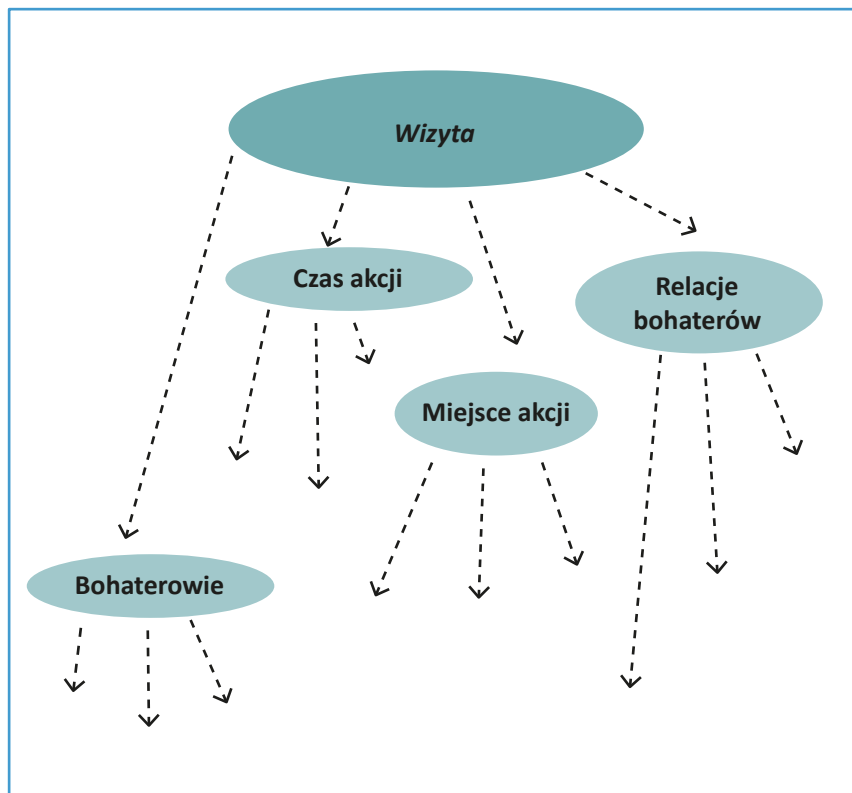 Wizyta
Czas akcji
Relacje
bohaterów
Miejsce akcji
Bohaterowie